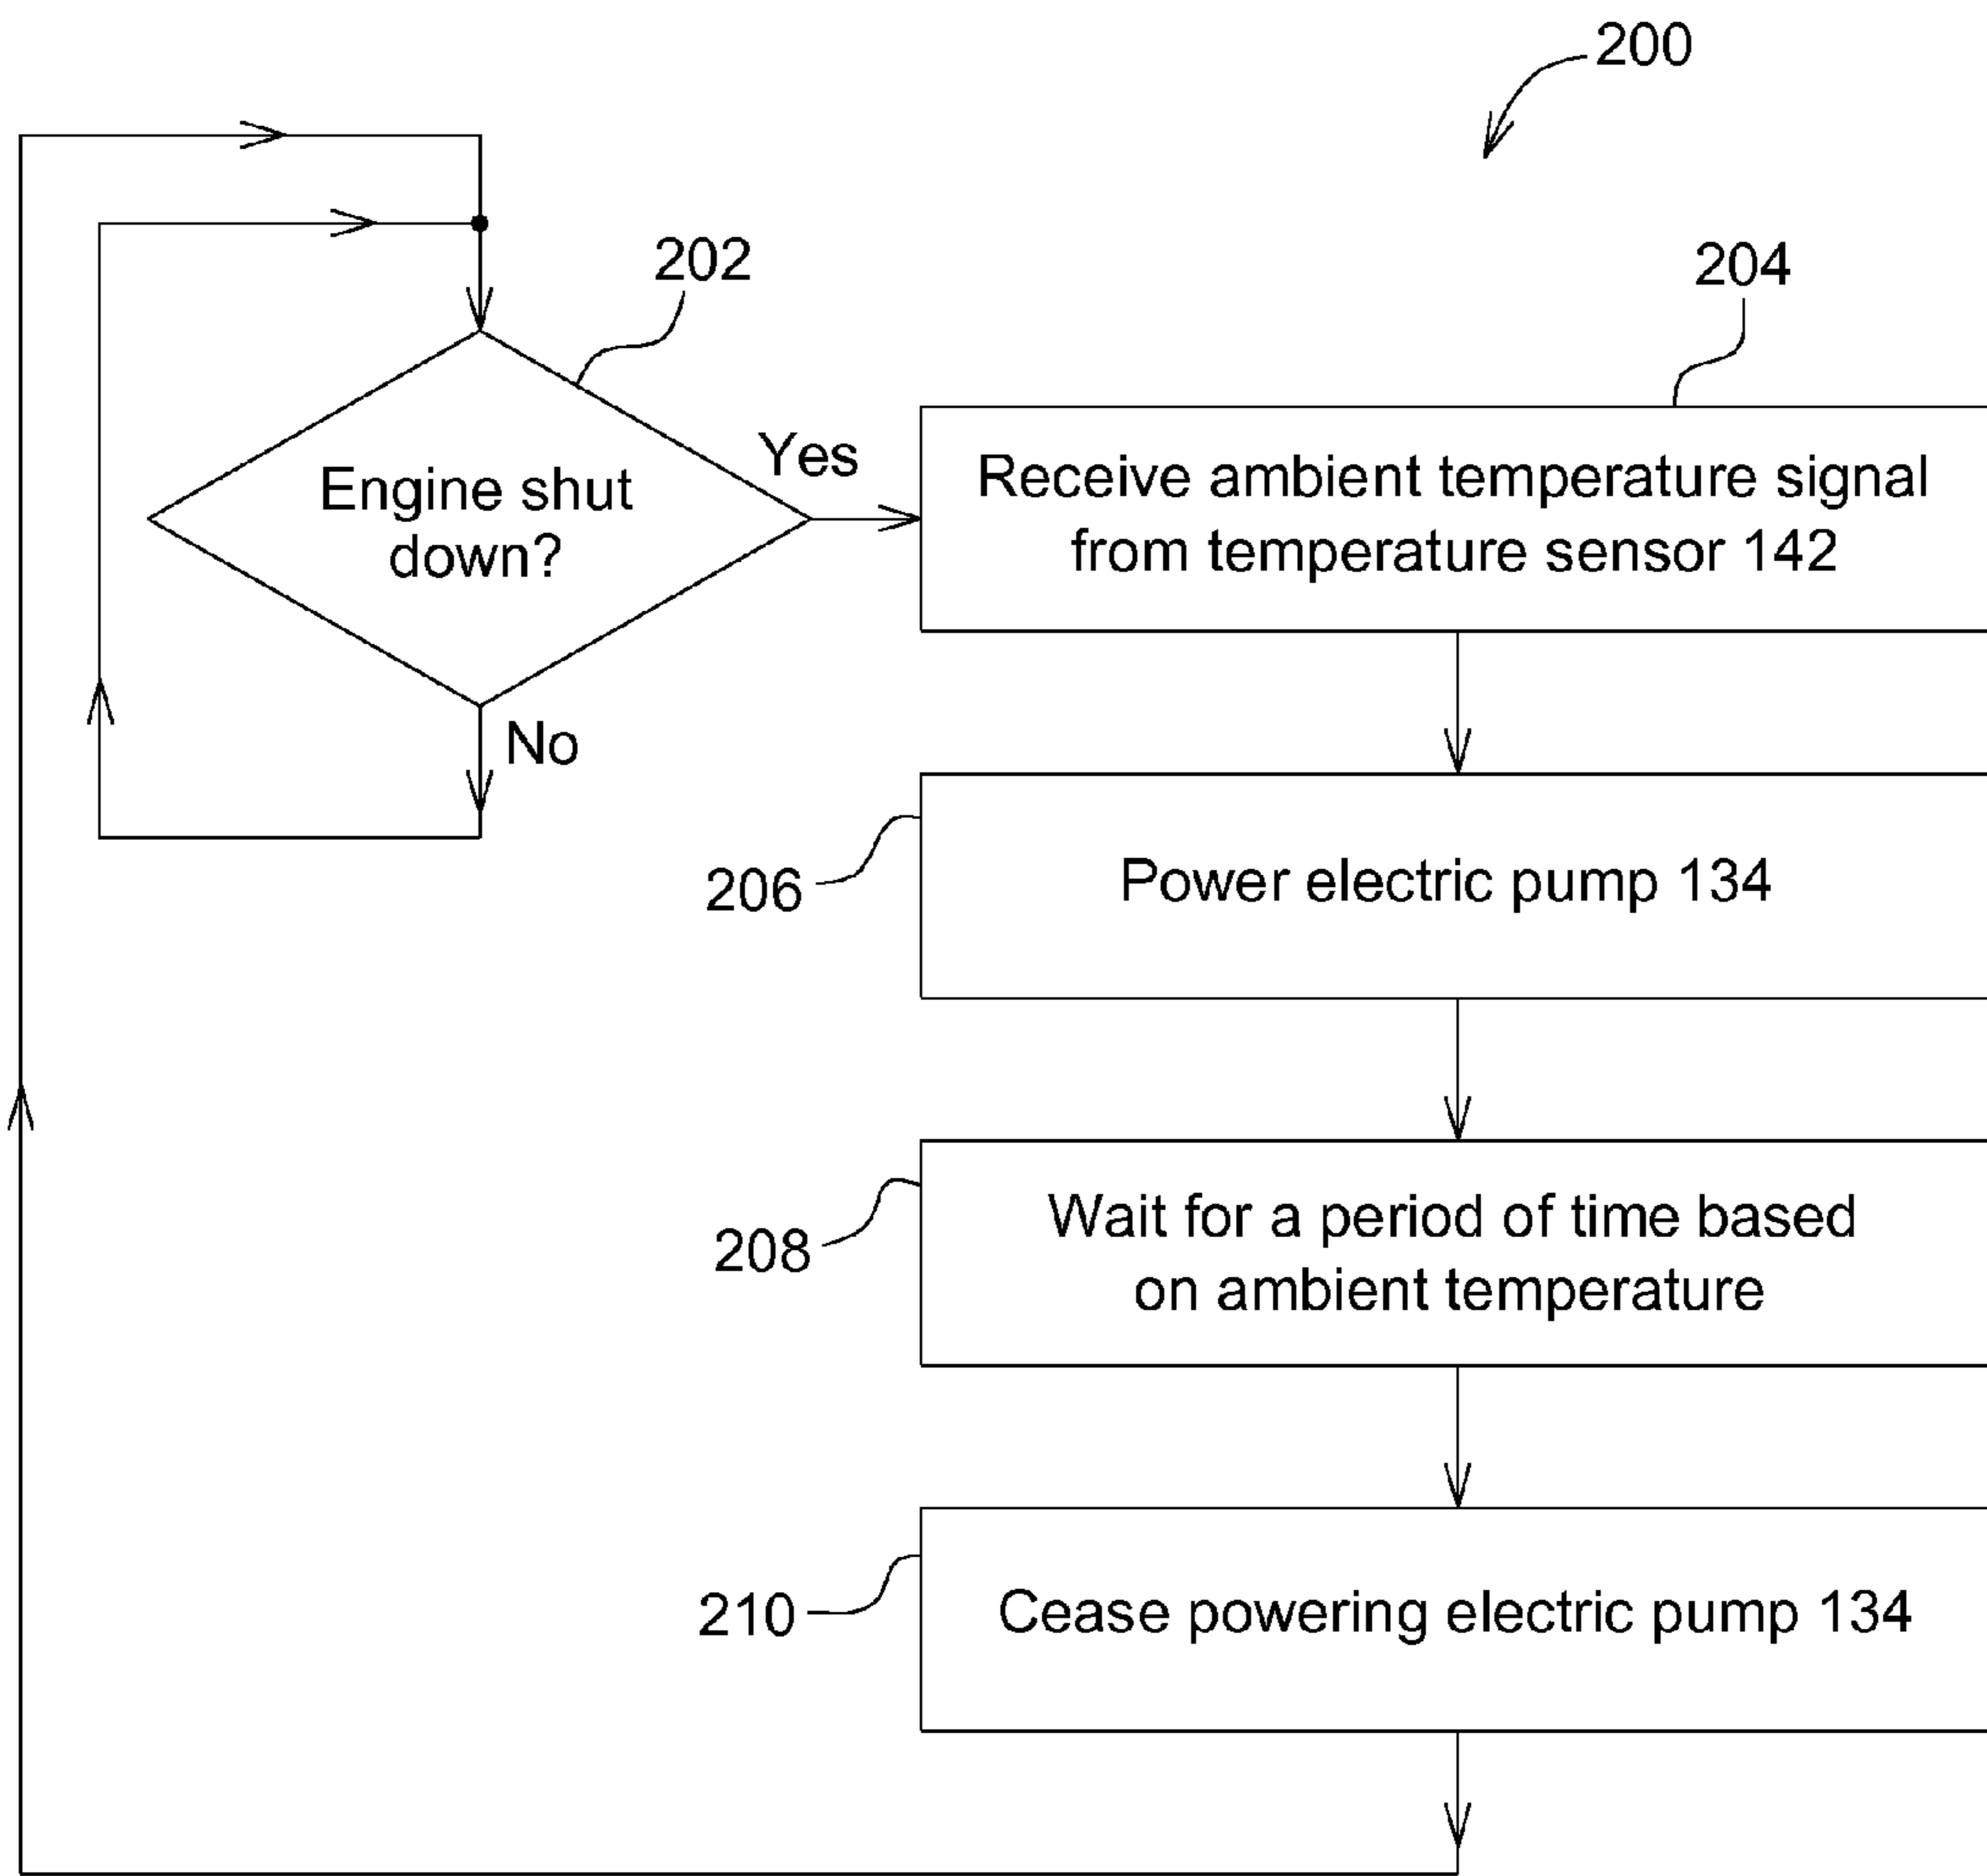 200
202
204
Engine shut
down?
Yes
No
Receive ambient temperature signal
from temperature sensor 142
206
Power electric pump 134
208
Wait for a period of time based
on ambient temperature
210
Cease powering electric pump 134